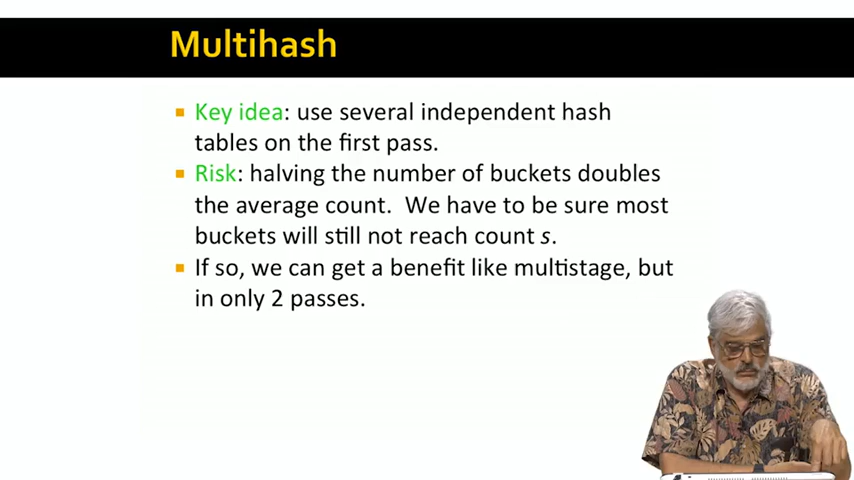 Multihash
Key idea: use several independent hash
tables on the first pass.
Risk: halving the number of buckets doubles
the average count. We have to be sure most
buckets will still not reach count s.
If so, we can get a benefit like multistage, but
in only 2 passes.